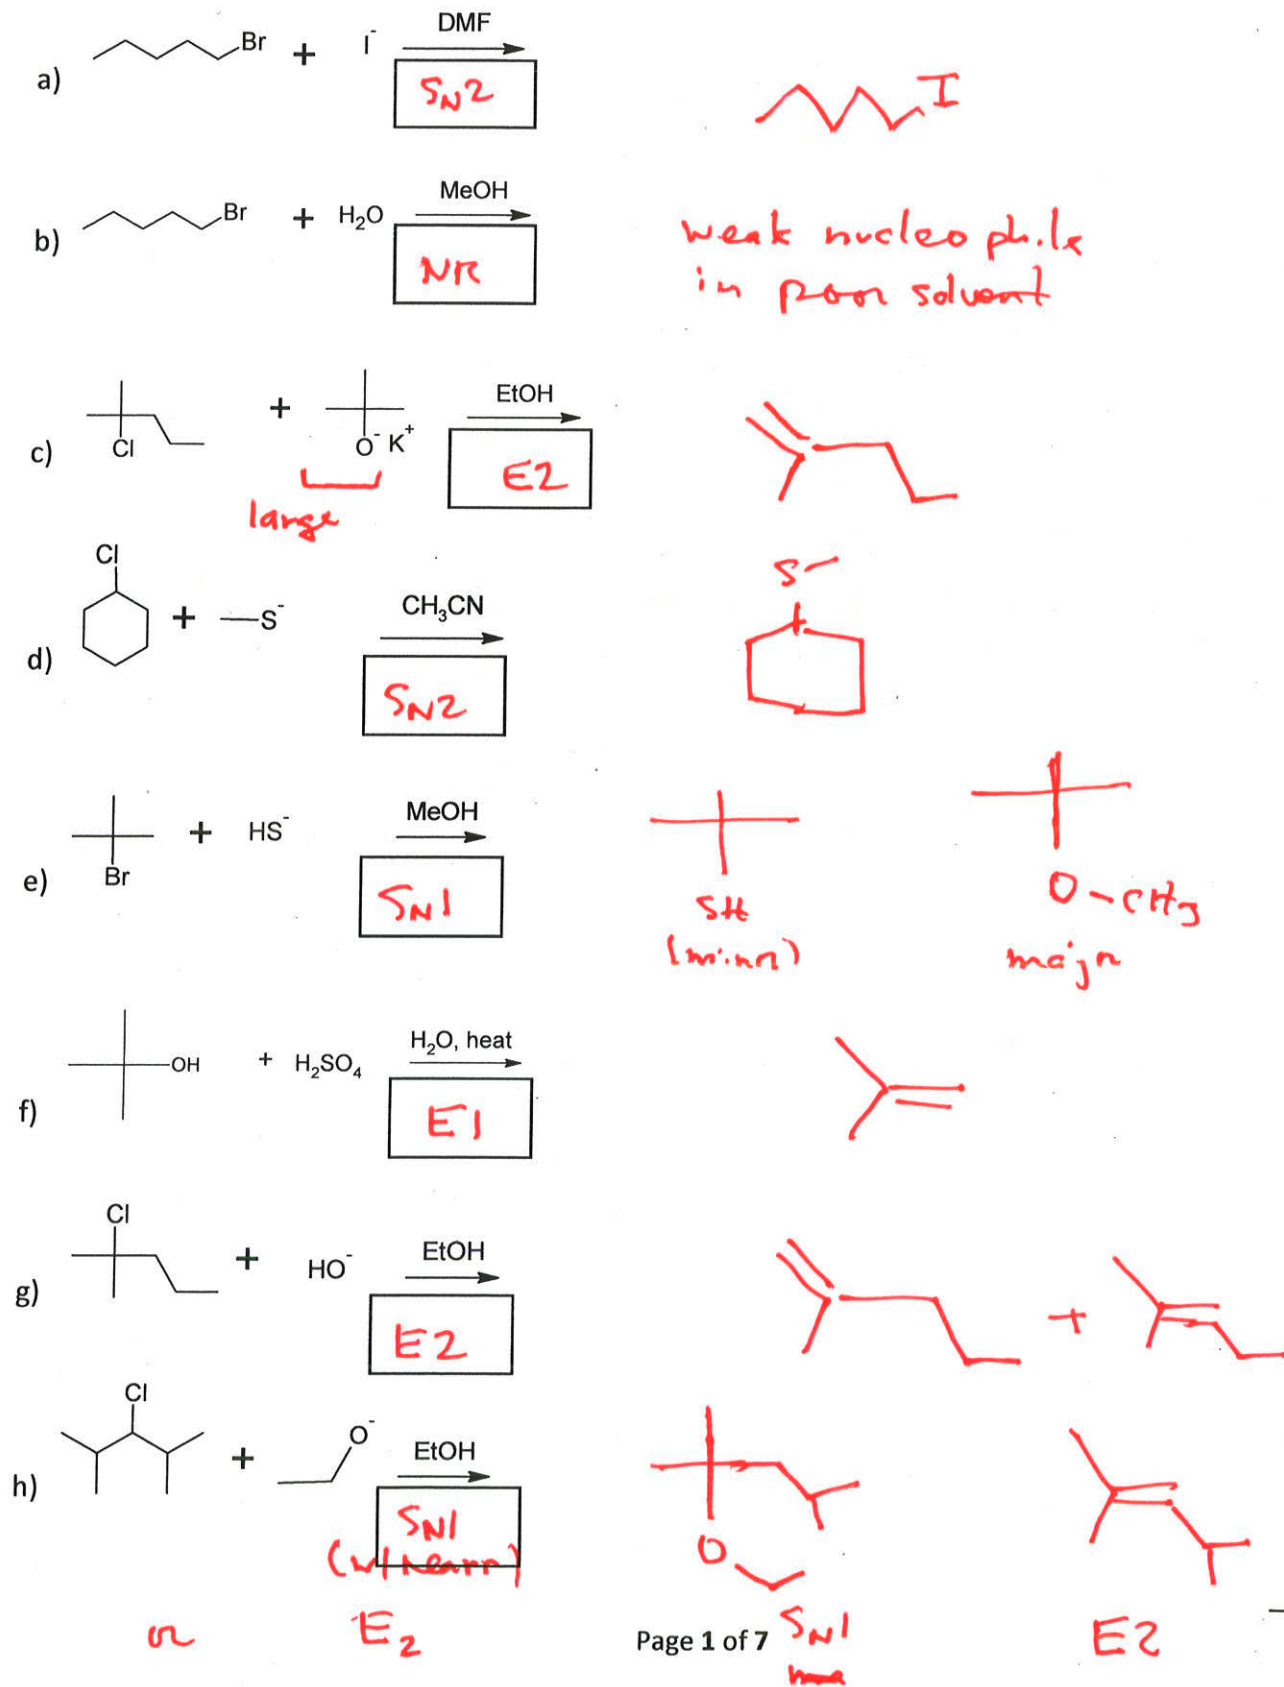 a) Br + I⁻ DMF
SN2
I
b) Br + H₂O MeOH
NR
weak nucleophile
in poor solvent
c) Cl + O⁻ K⁺ EtOH
E2
large
d) Cl + S⁻ CH₃CN
SN2
S
e) Br + HS⁻ MeOH
SN1
SH
(minor)
O-CH₃
major
f) OH + H₂SO₄ H₂O, heat
E1
g) Cl + HO⁻ EtOH
E2
+
h) Cl + O⁻ EtOH
SN1
(w/rearr)
or E₂
O
SN1
E2
Page 1 of 7